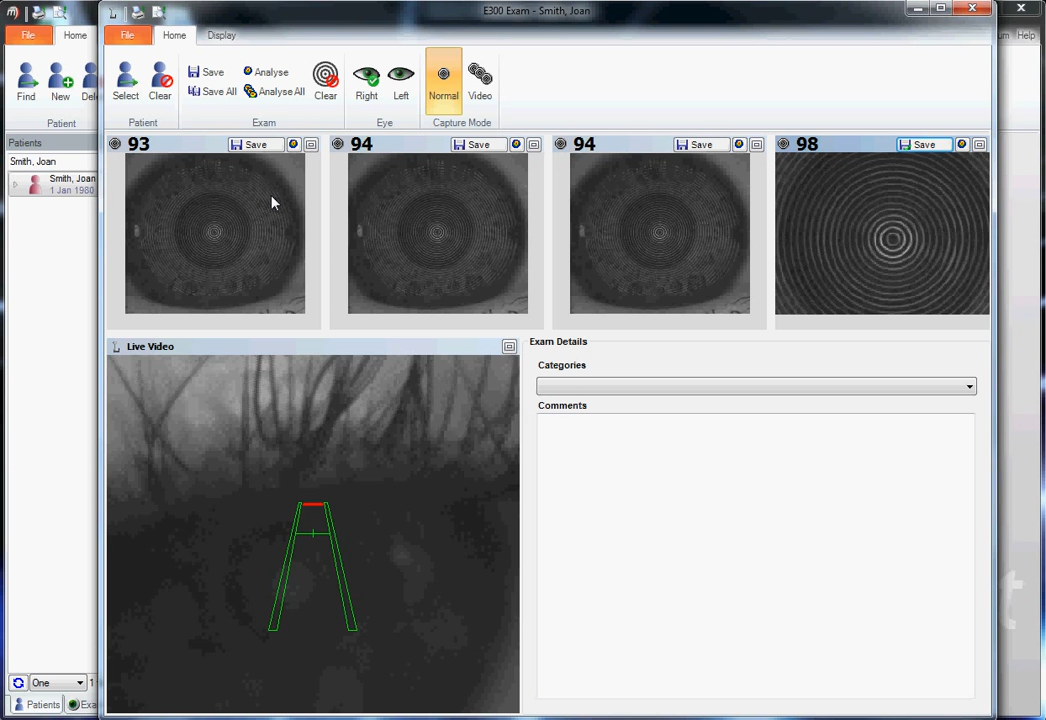 E300 Exam - Smith, Joan
File Home
File Home Display
Help
Find New
Patient
Select Clear
Patient
Save Analyse
Save All Analyse All
Clear
Exam
Right Left
Eye
Normal Video
Capture Mode
Patients
Smith, Joan
Smith, Joan
1 Jan 1980
93 Save
94 Save
94 Save
98 Save
Live Video
Exam Details
Categories
Comments
One 1
Patients